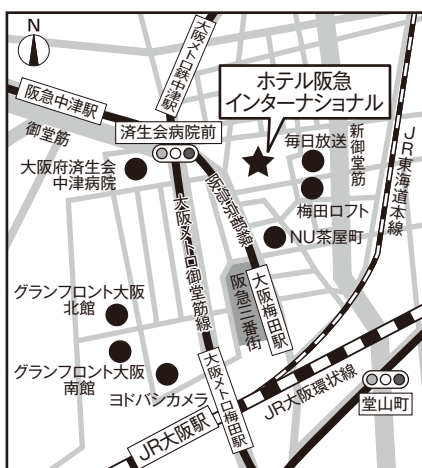 N
大阪メトロ鉄中津駅
阪急中津駅
御堂筋
済生会病院前
大阪府済生会
中津病院
ホテル阪急
インターナショナル
毎日放送
新御堂筋
JR東海道本線
梅田ロフト
NU茶屋町
阪急京都線
大阪メトロ御堂筋線
大阪梅田駅
阪急三番街
グランフロント大阪
北館
グランフロント大阪
南館
ヨドバシカメラ
大阪メトロ梅田駅
JR大阪駅
JR大阪環状線
堂山町